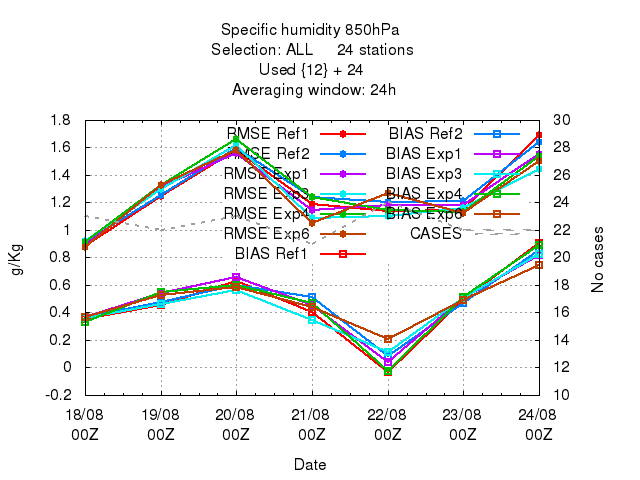 Specific humidity 850hPa
Selection: ALL 24 stations
Used {12} + 24
Averaging window: 24h
g/Kg
1.8
1.6
1.4
1.2
1
0.8
0.6
0.4
0.2
0
-0.2
RMSE Ref1
RMSE Ref2
RMSE Exp1
RMSE Exp3
RMSE Exp4
RMSE Exp6
BIAS Ref1
BIAS Ref2
BIAS Exp1
BIAS Exp3
BIAS Exp4
BIAS Exp6
CASES
30
28
26
24
22
20
18
16
14
12
10
No cases
18/08 19/08 20/08 21/08 22/08 23/08 24/08
00Z 00Z 00Z 00Z 00Z 00Z 00Z
Date